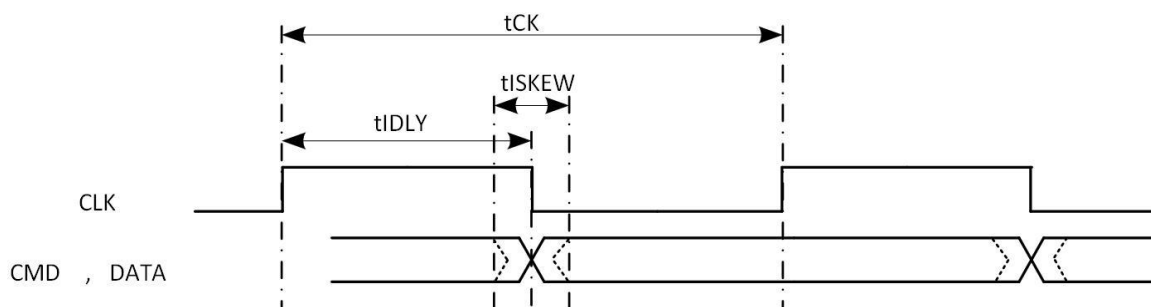 tCK
tISKEW
tIDLY
CLK
CMD , DATA